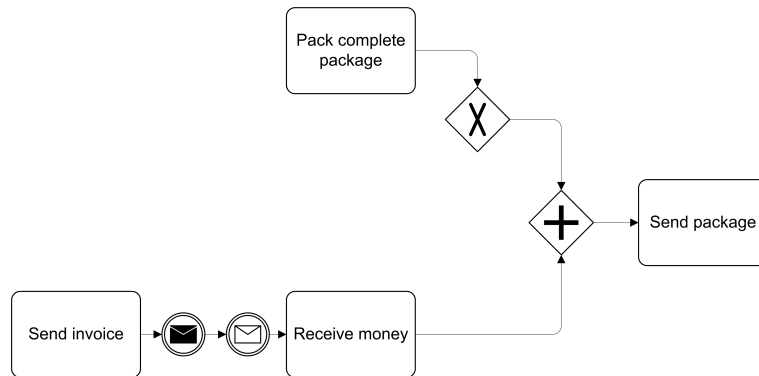 Pack complete
package
Send package
Send invoice
Receive money